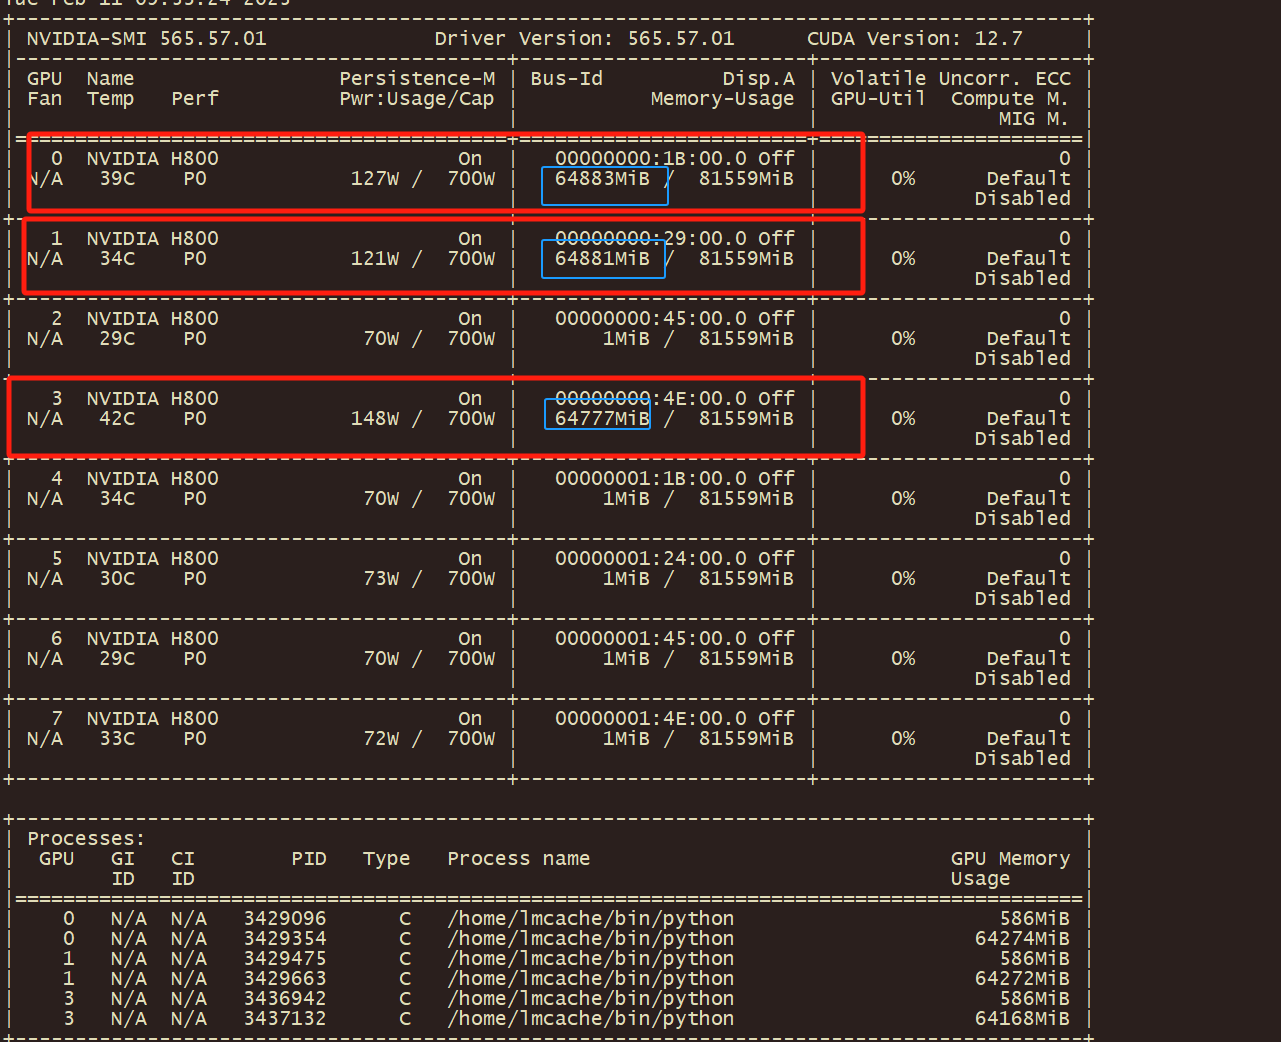 Tue Feb 11 09:55:24 2025
NVIDIA-SMI 565.57.01 Driver Version: 565.57.01 CUDA Version: 12.7
GPU Name Persistence-M | Bus-Id Disp.A | Volatile Uncorr. ECC
Fan Temp Perf Pwr:Usage/Cap | Memory-Usage | GPU-Util Compute M.
MIG M.
0 NVIDIA H800 On | 00000000:1B:00.0 Off | 0
N/A 39C P0 127W / 700W | 64883MiB / 81559MiB | 0% Default
Disabled
1 NVIDIA H800 On | 00000000:29:00.0 Off | 0
N/A 34C P0 121W / 700W | 64881MiB / 81559MiB | 0% Default
Disabled
2 NVIDIA H800 On | 00000000:45:00.0 Off | 0
N/A 29C P0 70W / 700W | 1MiB / 81559MiB | 0% Default
Disabled
3 NVIDIA H800 On | 00000000:4E:00.0 Off | 0
N/A 42C P0 148W / 700W | 64777MiB / 81559MiB | 0% Default
Disabled
4 NVIDIA H800 On | 00000001:1B:00.0 Off | 0
N/A 34C P0 70W / 700W | 1MiB / 81559MiB | 0% Default
Disabled
5 NVIDIA H800 On | 00000001:24:00.0 Off | 0
N/A 30C P0 73W / 700W | 1MiB / 81559MiB | 0% Default
Disabled
6 NVIDIA H800 On | 00000001:45:00.0 Off | 0
N/A 29C P0 70W / 700W | 1MiB / 81559MiB | 0% Default
Disabled
7 NVIDIA H800 On | 00000001:4E:00.0 Off | 0
N/A 33C P0 72W / 700W | 1MiB / 81559MiB | 0% Default
Disabled
Processes:
GPU GI CI PID Type Process name GPU Memory
ID ID Usage
0 N/A N/A 3429096 C /home/lmcache/bin/python 586MiB
0 N/A N/A 3429354 C /home/lmcache/bin/python 64274MiB
1 N/A N/A 3429475 C /home/lmcache/bin/python 586MiB
1 N/A N/A 3429663 C /home/lmcache/bin/python 64272MiB
3 N/A N/A 3436942 C /home/lmcache/bin/python 586MiB
3 N/A N/A 3437132 C /home/lmcache/bin/python 64168MiB